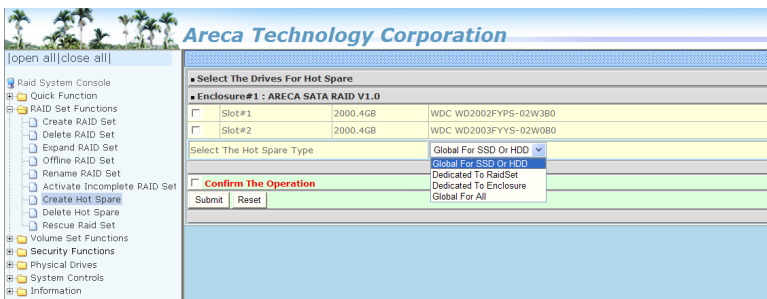 Areca Technology Corporation
|open all|close all|
Raid System Console
Quick Function
RAID Set Functions
Create RAID Set
Delete RAID Set
Expand RAID Set
Offline RAID Set
Rename RAID Set
Activate Incomplete RAID Set
Create Hot Spare
Delete Hot Spare
Rescue Raid Set
Volume Set Functions
Security Functions
Physical Drives
System Controls
Information
Select The Drives For Hot Spare
Enclosure#1 : ARECA SATA RAID V1.0
Slot#1 2000.4GB WDC WD2002FYPS-02W3B0
Slot#2 2000.4GB WDC WD2003FYYS-02W0B0
Select The Hot Spare Type Global For SSD Or HDD
Global For SSD Or HDD
Dedicated To RaidSet
Dedicated To Enclosure
Global For All
Confirm The Operation
Submit Reset